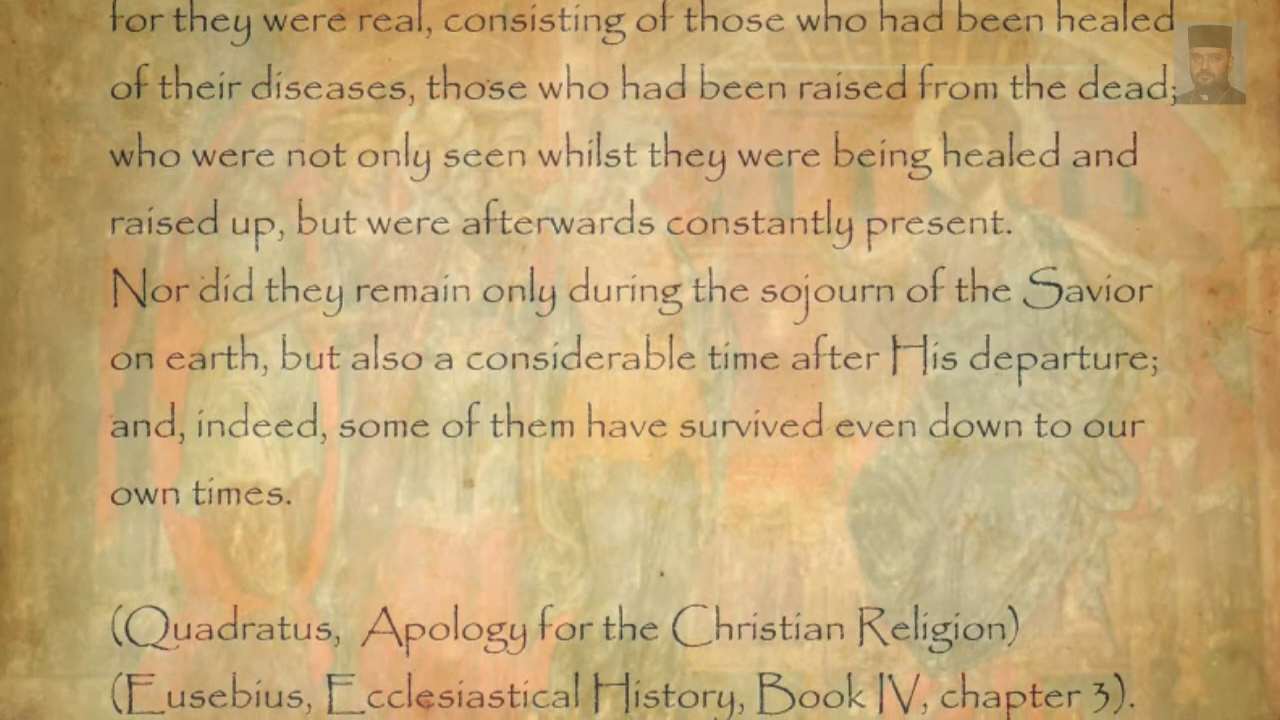 for they were real, consisting of those who had been healed
of their diseases, those who had been raised from the dead;
who were not only seen whilst they were being healed and
raised up, but were afterwards constantly present.
Nor did they remain only during the sojourn of the Savior
on earth, but also a considerable time after His departure;
and, indeed, some of them have survived even down to our
own times.
(Quadratus, Apology for the Christian Religion)
(Eusebius, Ecclesiastical History, Book IV, chapter 3).